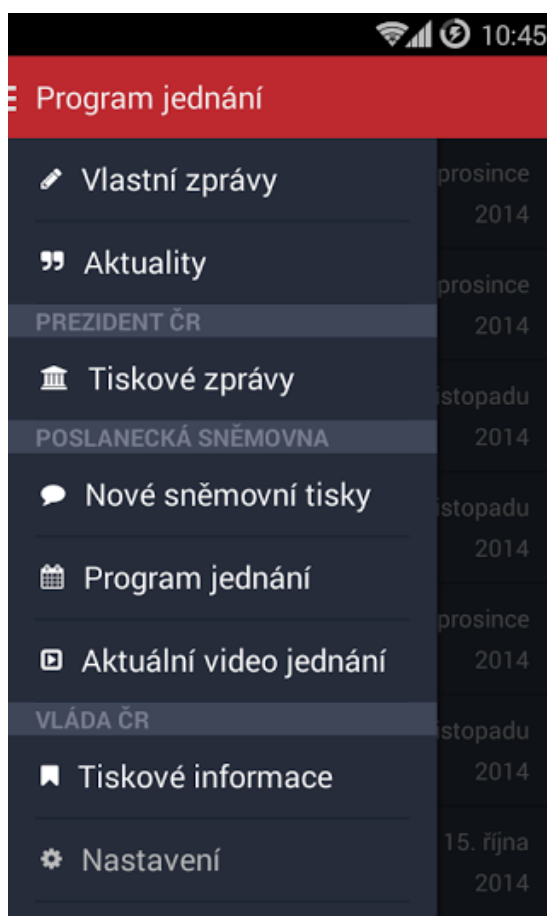 10:45
Program jednání
Vlastní zprávy
prosince
2014
Aktuality
prosince
2014
PREZIDENT ČR
Tiskové zprávy
istopadu
2014
POSLANECKÁ SNĚMOVNA
Nové sněmovní tisky
istopadu
2014
Program jednání
prosince
2014
Aktuální video jednání
VLÁDA ČR
istopadu
2014
Tiskové informace
15. října
2014
Nastavení